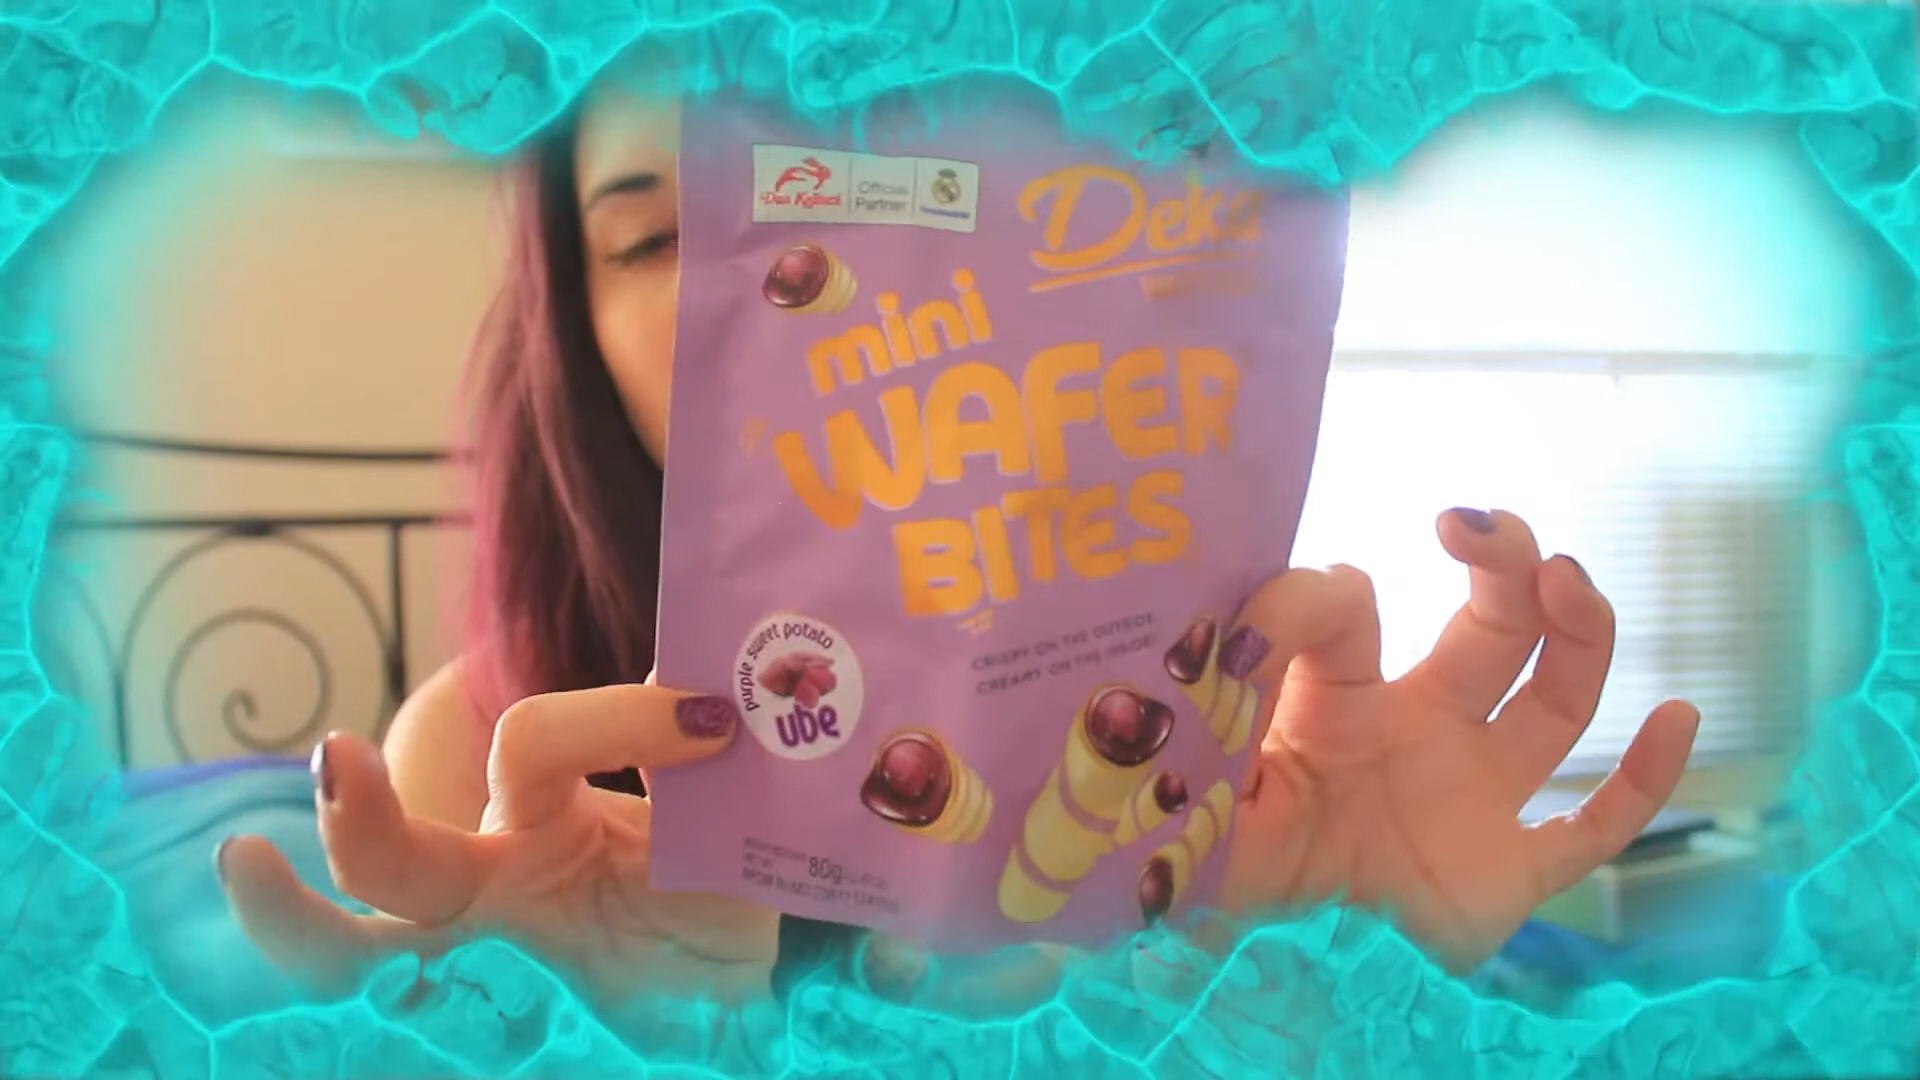 Dua Kelinci
Official
Partner
Deka
mini
WAFER
BITES
CRISPY ON THE OUTSIDE,
CREAMY ON THE INSIDE!
purple sweet potato
ube
80g